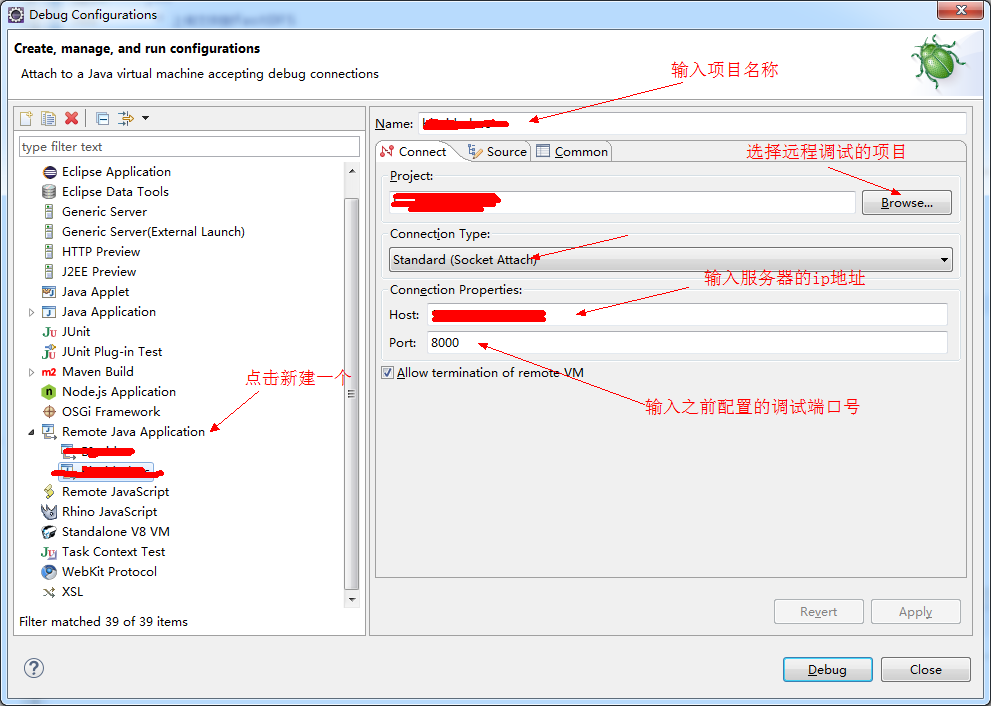 Debug Configurations
Create, manage, and run configurations
Attach to a Java virtual machine accepting debug connections
输入项目名称
type filter text
Eclipse Application
Eclipse Data Tools
Generic Server
Generic Server(External Launch)
HTTP Preview
J2EE Preview
Java Applet
Java Application
JUnit
JUnit Plug-in Test
Maven Build
Node.js Application
OSGi Framework
点击新建一个
Remote Java Application
Remote JavaScript
Rhino JavaScript
Standalone V8 VM
Task Context Test
WebKit Protocol
XSL
Filter matched 39 of 39 items
Name:
Connect
Source
Common
选择远程调试的项目
Project:
Browse...
Connection Type:
Standard (Socket Attach)
输入服务器的ip地址
Connection Properties:
Host:
Port:
8000
Allow termination of remote VM
输入之前配置的调试端口号
Revert
Apply
Debug
Close